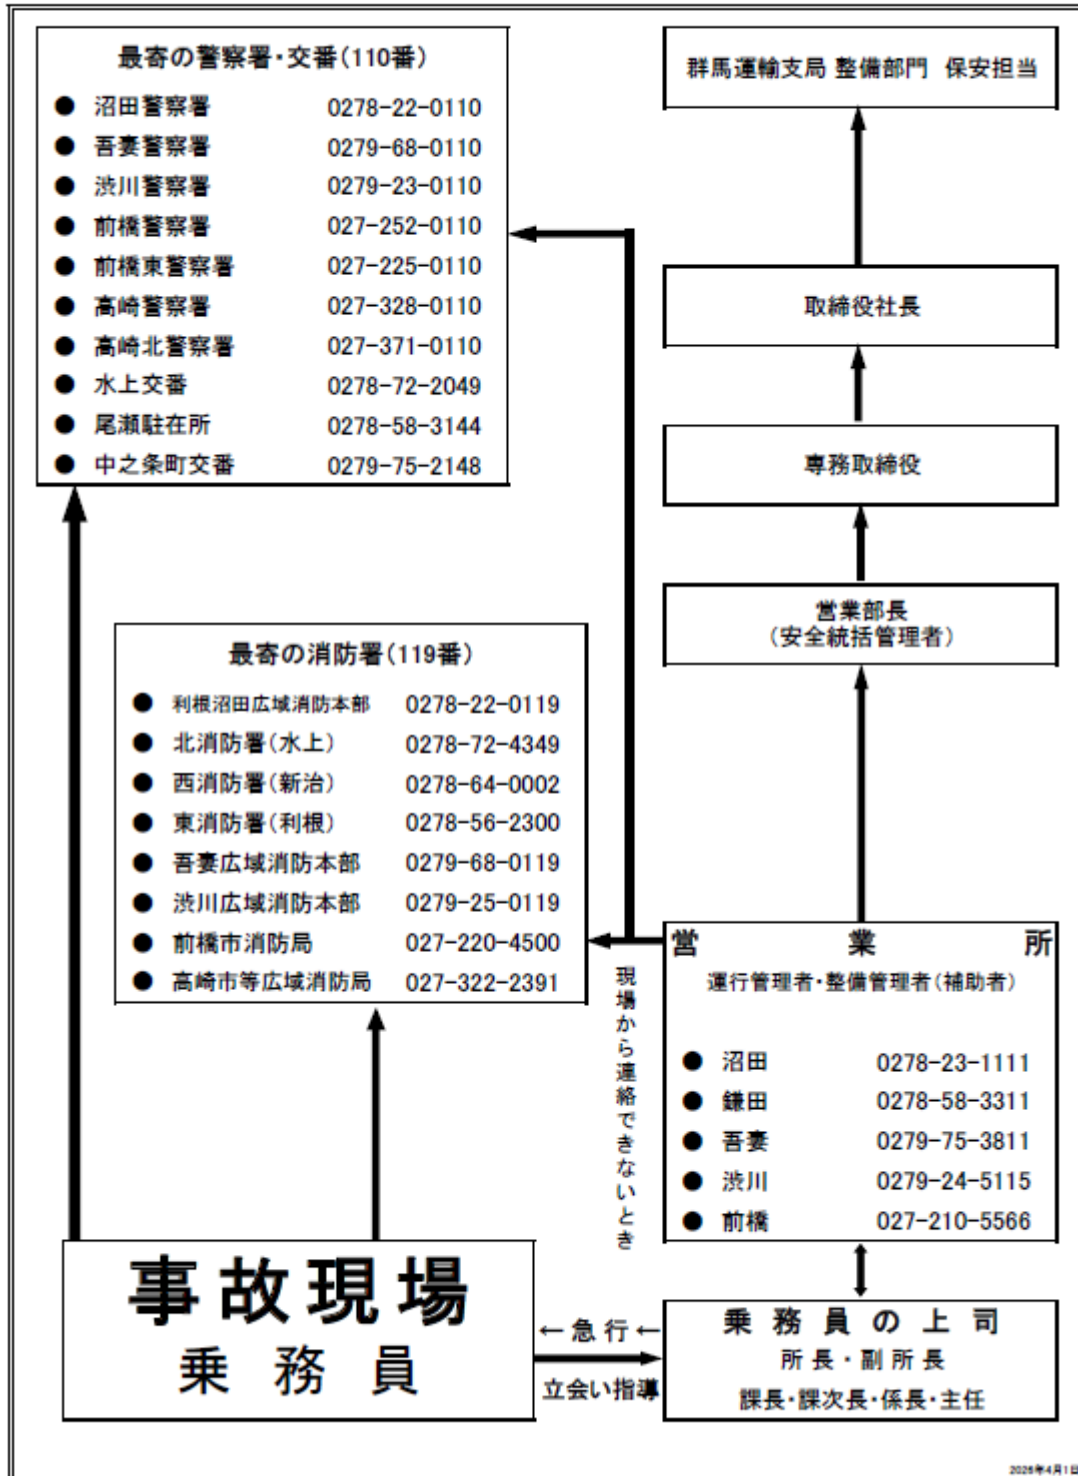 最寄の警察署・交番(110番)
● 沼田警察署 0278-22-0110
● 吾妻警察署 0279-68-0110
● 渋川警察署 0279-23-0110
● 前橋警察署 027-252-0110
● 前橋東警察署 027-225-0110
● 高崎警察署 027-328-0110
● 高崎北警察署 027-371-0110
● 水上交番 0278-72-2049
● 尾瀬駐在所 0278-58-3144
● 中之条町交番 0279-75-2148
群馬運輸支局 整備部門 保安担当
取締役社長
専務取締役
営業部長
(安全統括管理者)
最寄の消防署(119番)
● 利根沼田広域消防本部 0278-22-0119
● 北消防署(水上) 0278-72-4349
● 西消防署(新治) 0278-64-0002
● 東消防署(利根) 0278-56-2300
● 吾妻広域消防本部 0279-68-0119
● 渋川広域消防本部 0279-25-0119
● 前橋市消防局 027-220-4500
● 高崎市等広域消防局 027-322-2391
現場から連絡できないとき
営業所
運行管理者・整備管理者(補助者)
● 沼田 0278-23-1111
● 鎌田 0278-58-3311
● 吾妻 0279-75-3811
● 渋川 0279-24-5115
● 前橋 027-210-5566
事故現場
乗務員
←急行←
立会い指導
乗務員の上司
所長・副所長
課長・課次長・係長・主任
2026年4月1日